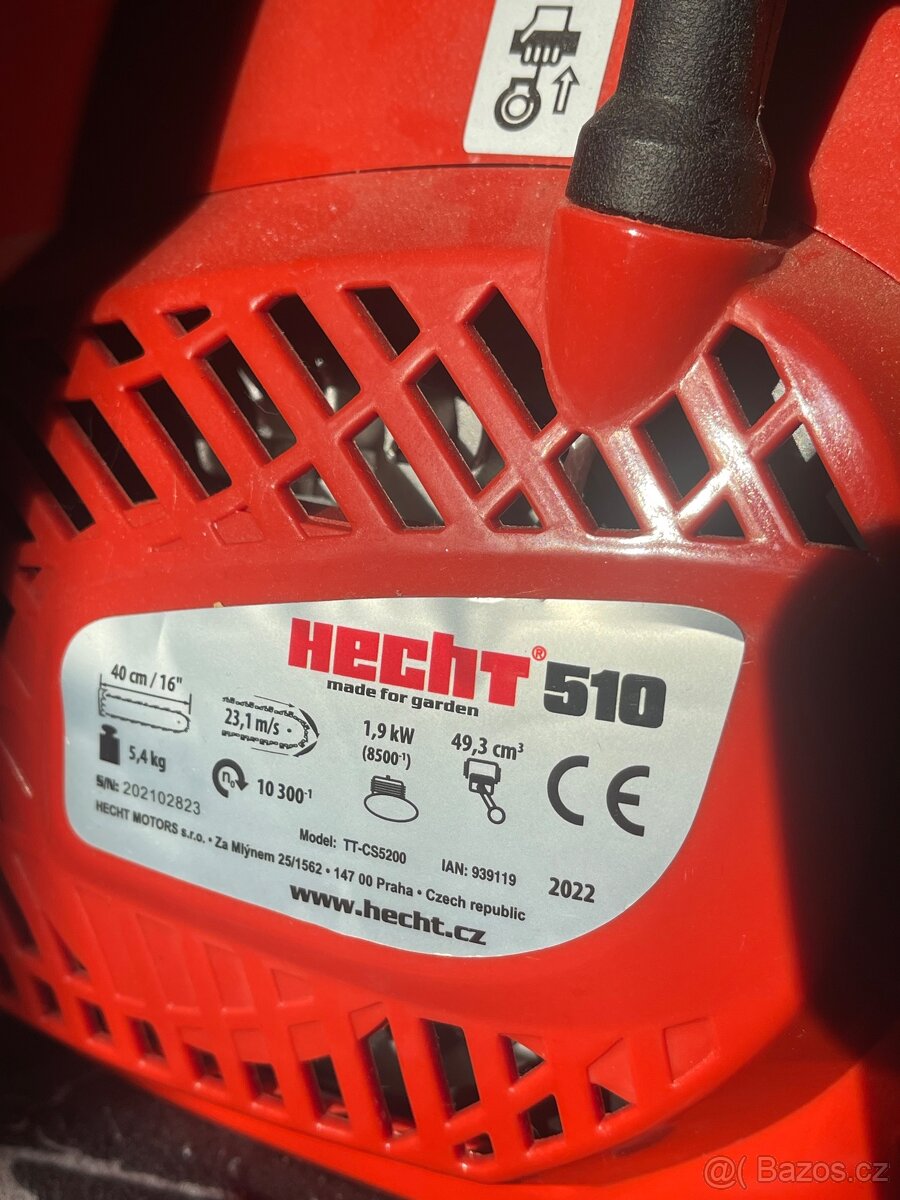 HECHT® 510
made for garden
40 cm / 16"
23,1 m/s
1,9 kW
(8500⁻¹)
49,3 cm³
5,4 kg
n₀ 10 300⁻¹
CE
S/N: 202102823
Model: TT-CS5200
IAN: 939119
2022
HECHT MOTORS s.r.o. • Za Mlýnem 25/1562 • 147 00 Praha • Czech republic
www.hecht.cz
@( Bazos.cz